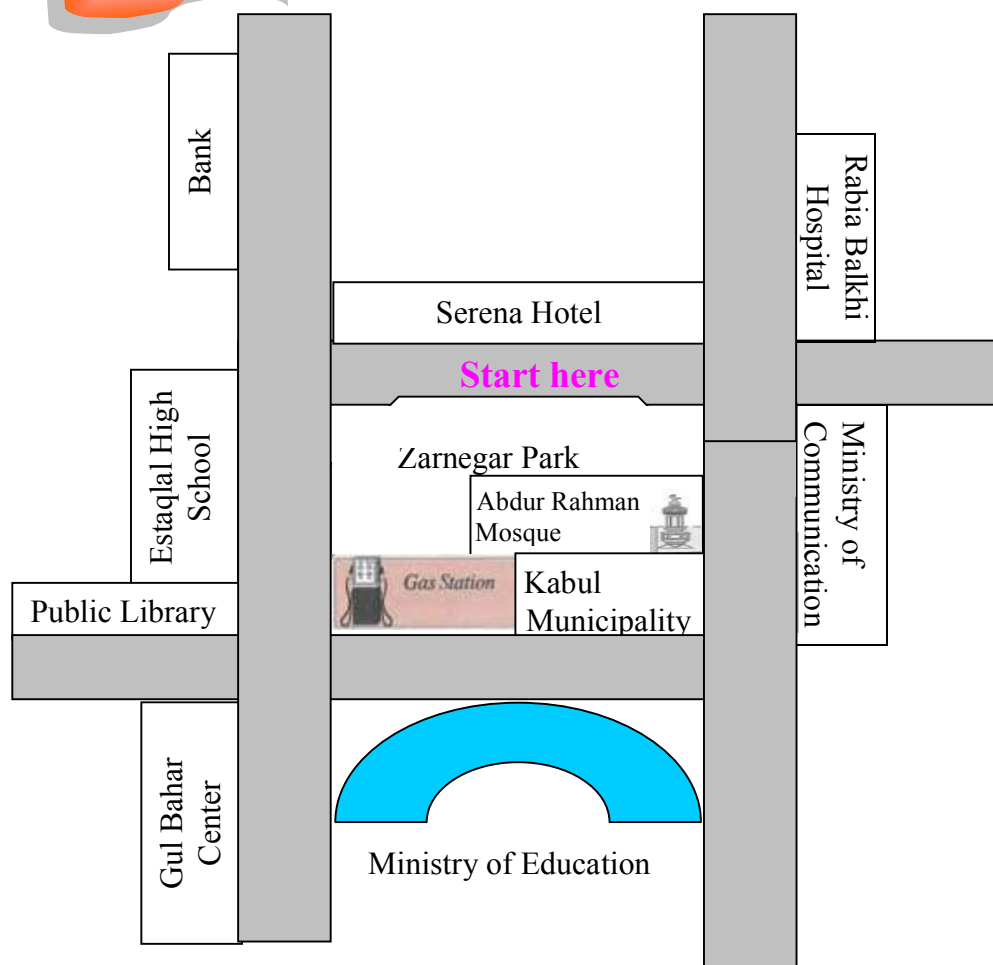 Bank
Rabia Balkhi
Hospital
Serena Hotel
Start here
Estaqlal High
School
Zarnegar Park
Ministry of
Communication
Abdur Rahman
Mosque
Gas Station
Kabul
Municipality
Public Library
Gul Bahar
Center
Ministry of Education